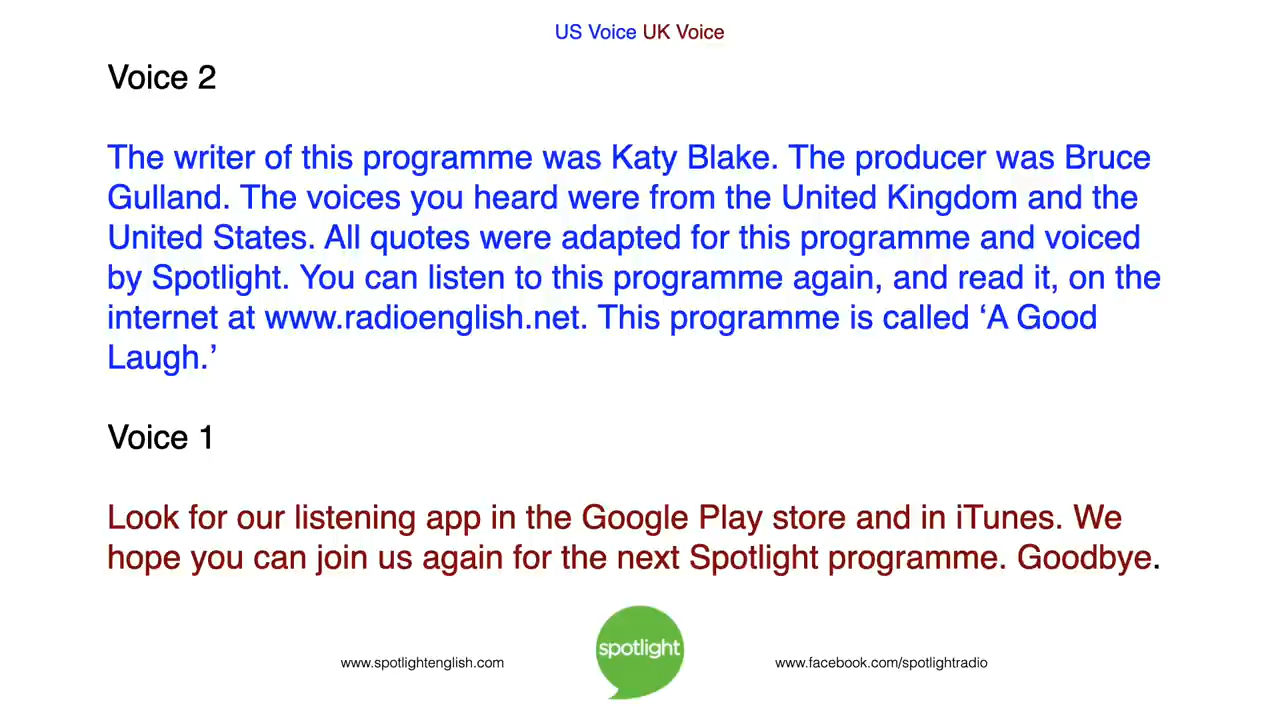 US Voice UK Voice
Voice 2
The writer of this programme was Katy Blake. The producer was Bruce
Gulland. The voices you heard were from the United Kingdom and the
United States. All quotes were adapted for this programme and voiced
by Spotlight. You can listen to this programme again, and read it, on the
internet at www.radioenglish.net. This programme is called ‘A Good
Laugh.’
Voice 1
Look for our listening app in the Google Play store and in iTunes. We
hope you can join us again for the next Spotlight programme. Goodbye.
www.spotlightenglish.com
spotlight
www.facebook.com/spotlightradio